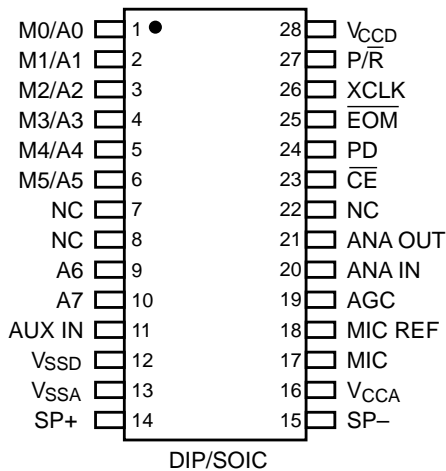 M0/A0 1 28 VCCD
M1/A1 2 27 P/R̅
M2/A2 3 26 XCLK
M3/A3 4 25 E̅O̅M̅
M4/A4 5 24 PD
M5/A5 6 23 C̅E̅
NC 7 22 NC
NC 8 21 ANA OUT
A6 9 20 ANA IN
A7 10 19 AGC
AUX IN 11 18 MIC REF
VSSD 12 17 MIC
VSSA 13 16 VCCA
SP+ 14 15 SP–
DIP/SOIC